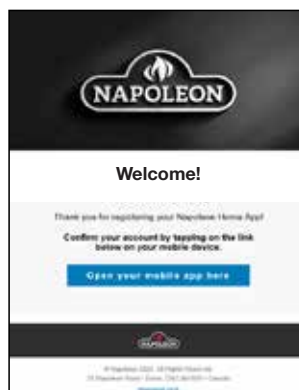 NAPOLEON
Welcome!
Thank you for registering your Napoleon Home App!
Confirm your account by tapping on the link
below on your mobile device.
Open your mobile app here
NAPOLEON